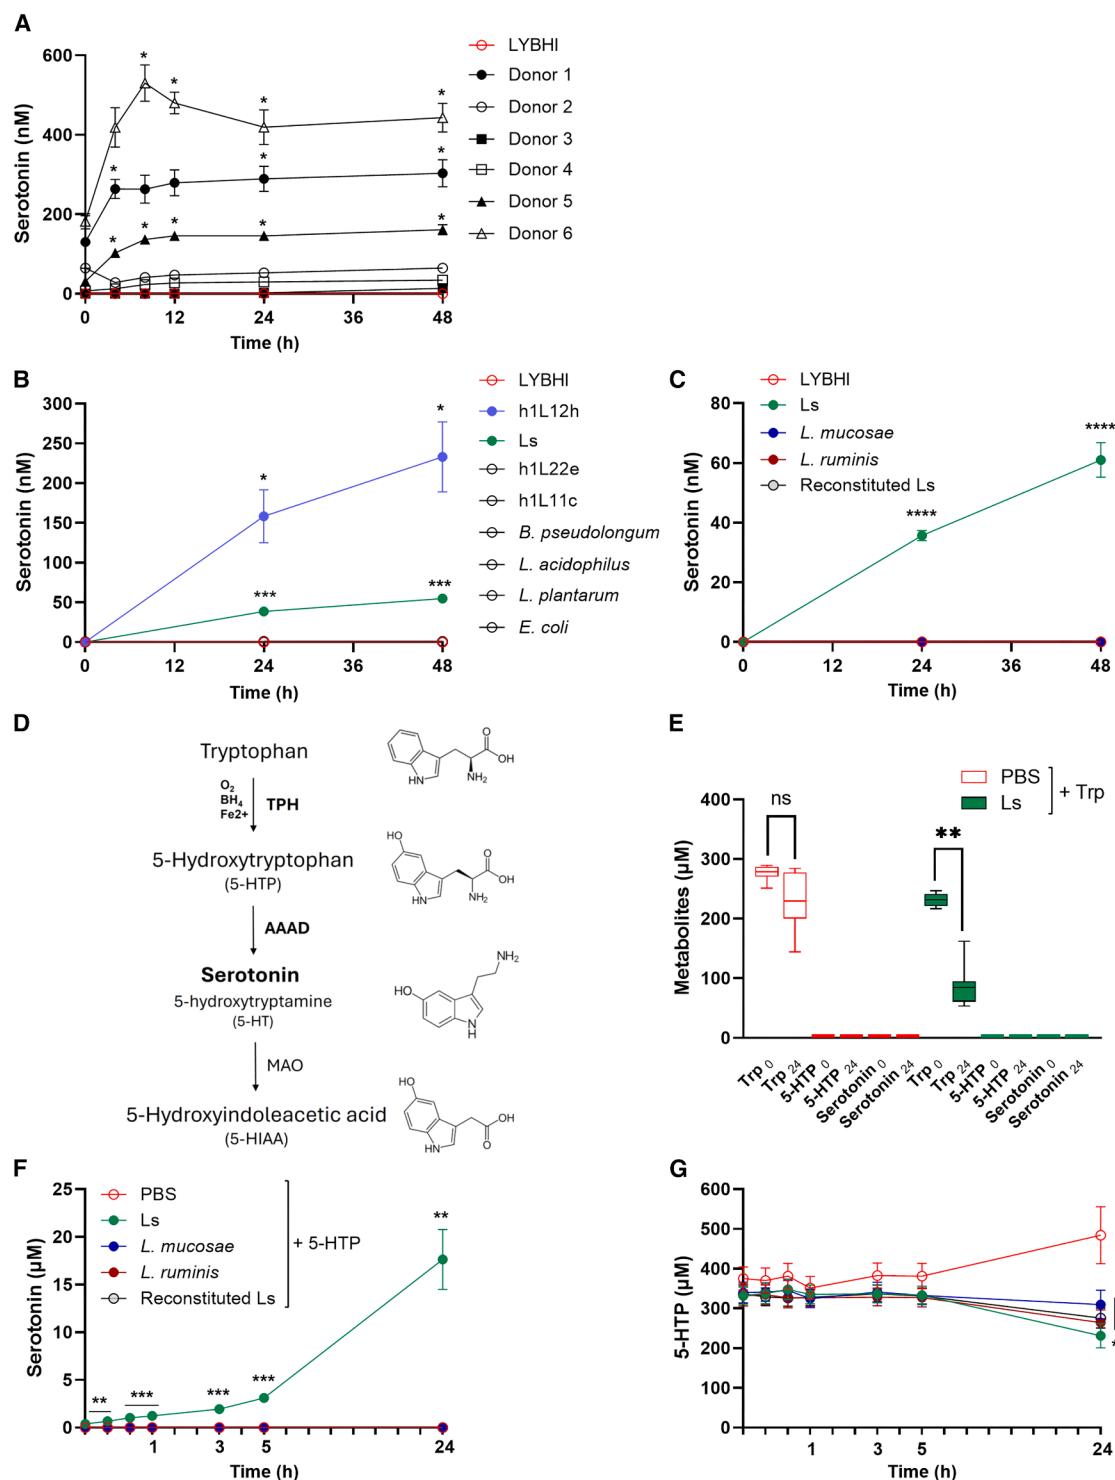 A
Serotonin (nM)
600
400
200
0
0
12
24
36
48
Time (h)
*
*
*
*
*
*
*
*
*
*
*
*
LYBHI
Donor 1
Donor 2
Donor 3
Donor 4
Donor 5
Donor 6
B
Serotonin (nM)
300
250
200
150
100
50
0
0
12
24
36
48
Time (h)
*
*
***
***
LYBHI
h1L12h
Ls
h1L22e
h1L11c
B. pseudolongum
L. acidophilus
L. plantarum
E. coli
C
Serotonin (nM)
80
60
40
20
0
0
12
24
36
48
Time (h)
****
****
LYBHI
Ls
L. mucosae
L. ruminis
Reconstituted Ls
D
Tryptophan
O2
BH4
Fe2+
TPH
5-Hydroxytryptophan
(5-HTP)
AAAD
Serotonin
5-hydroxytryptamine
(5-HT)
MAO
5-Hydroxyindoleacetic acid
(5-HIAA)
O
OH
NH2
HN
HO
O
OH
NH2
HN
NH2
HO
N
H
HO
OH
O
HN
E
PBS
Ls
+ Trp
Metabolites (µM)
400
300
200
100
0
ns
**
Trp 0
Trp 24
5-HTP 0
5-HTP 24
Serotonin 0
Serotonin 24
Trp 0
Trp 24
5-HTP 0
5-HTP 24
Serotonin 0
Serotonin 24
F
Serotonin (µM)
25
20
15
10
5
0
PBS
Ls
L. mucosae
L. ruminis
Reconstituted Ls
+ 5-HTP
**
***
***
***
**
1
3
5
24
Time (h)
G
5-HTP (µM)
600
500
400
300
200
100
0
1
3
5
24
Time (h)
*